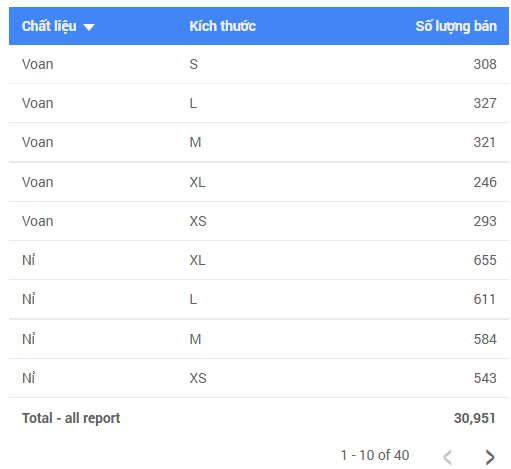 Chất liệu Kích thước Số lượng bán
Voan S 308
Voan L 327
Voan M 321
Voan XL 246
Voan XS 293
Nỉ XL 655
Nỉ L 611
Nỉ M 584
Nỉ XS 543
Total - all report 30,951
1 - 10 of 40